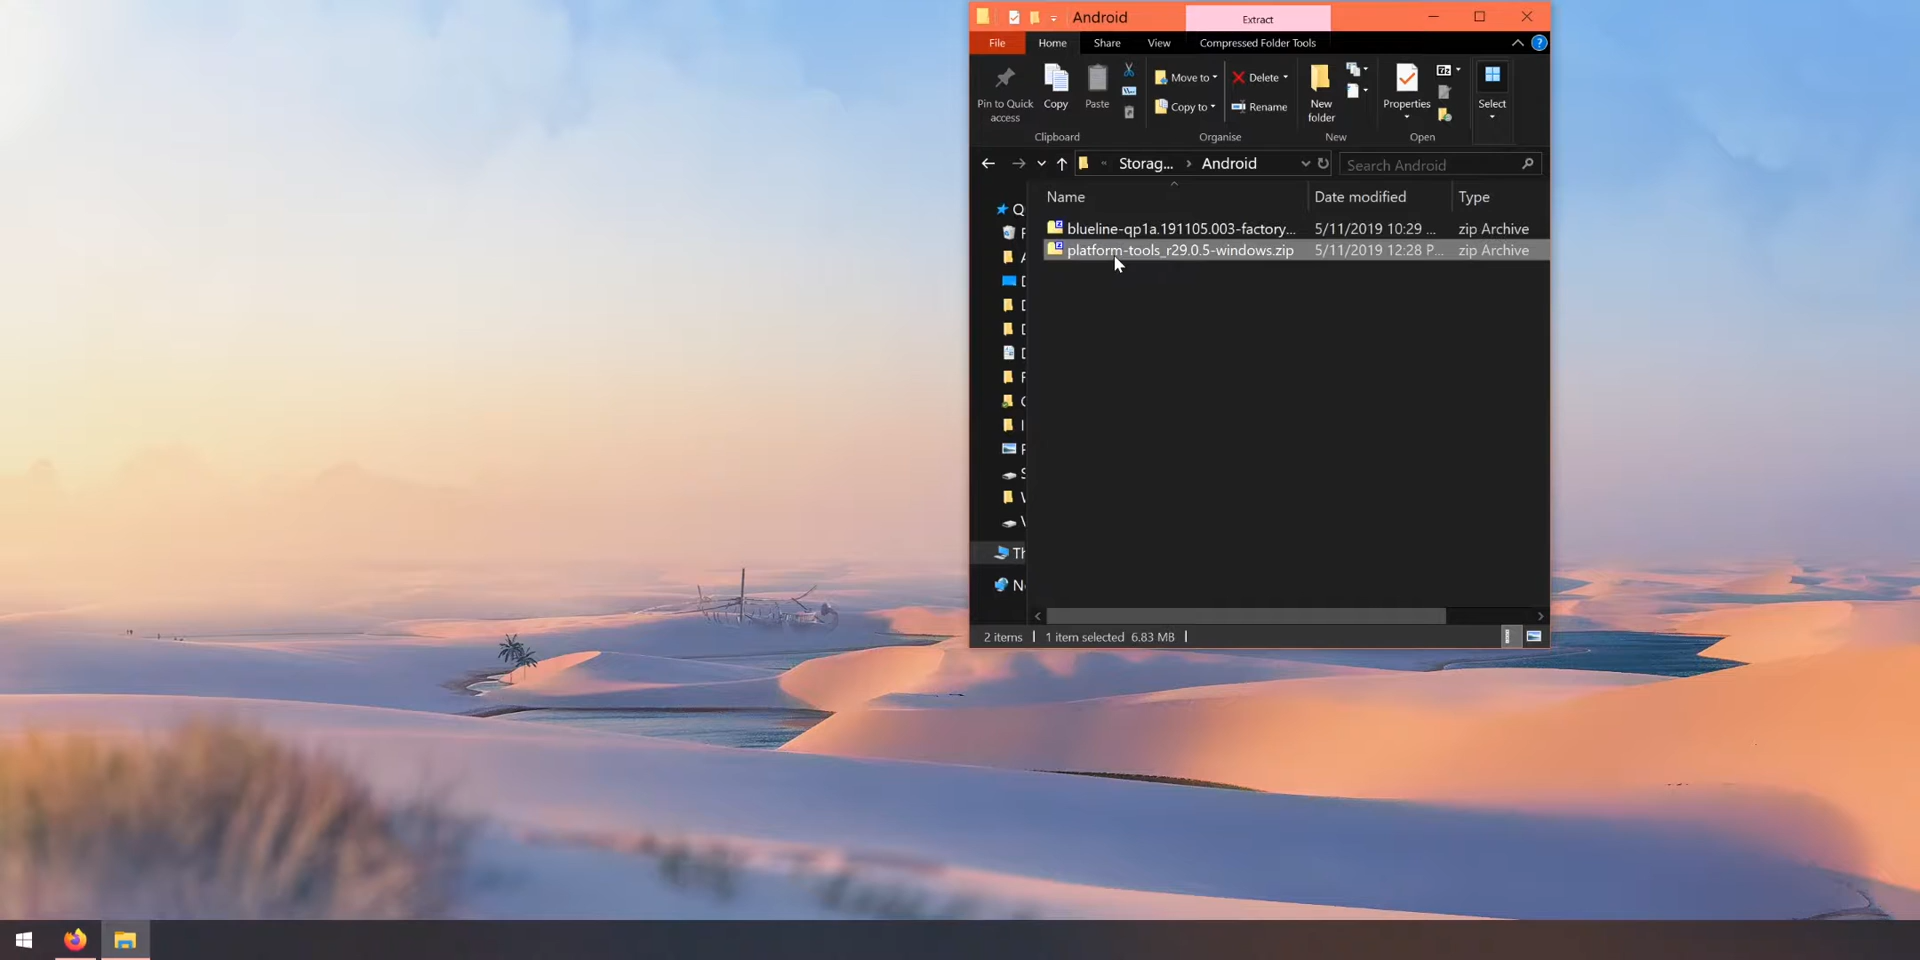 Android
Extract
File Home Share View Compressed Folder Tools
Pin to Quick access
Copy
Paste
Move to
Copy to
Delete
Rename
New folder
Properties
Select
Clipboard Organise New Open
« Storag... > Android
Search Android
Name Date modified Type
blueline-qp1a.191105.003-factory... 5/11/2019 10:29 ... zip Archive
platform-tools_r29.0.5-windows.zip 5/11/2019 12:28 P... zip Archive
2 items 1 item selected 6.83 MB